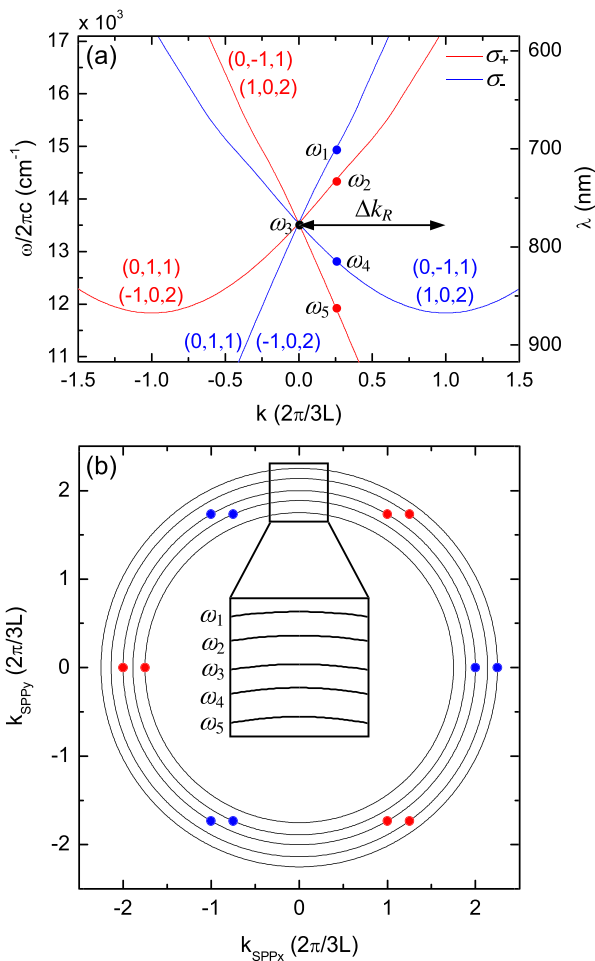 × 10³
(a)
17
16
15
14
13
12
11
ω/2πc (cm⁻¹)
(0,-1,1)
(1,0,2)
σ₊
σ₋
ω₁
ω₂
ω₃
Δk_R
ω₄
ω₅
(0,1,1)
(-1,0,2)
(0,-1,1)
(1,0,2)
(0,1,1) (-1,0,2)
600
700
800
900
λ (nm)
-1.5 -1.0 -0.5 0.0 0.5 1.0 1.5
k (2π/3L)
(b)
2
1
0
-1
-2
k_SPPy (2π/3L)
ω₁
ω₂
ω₃
ω₄
ω₅
-2 -1 0 1 2
k_SPPx (2π/3L)